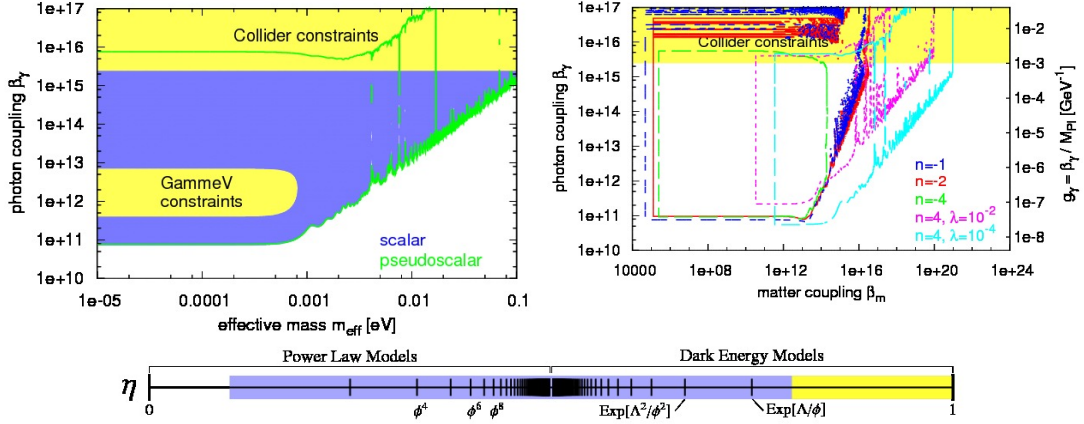 1e+17
1e+16
1e+15
1e+14
1e+13
1e+12
1e+11
1e+10
photon coupling βγ
Collider constraints
GammeV
constraints
scalar
pseudoscalar
1e-05
0.0001
0.001
0.01
0.1
effective mass m_eff [eV]
1e+17
1e+16
1e+15
1e+14
1e+13
1e+12
1e+11
1e+10
photon coupling βγ
Collider constraints
n=-1
n=-2
n=-4
n=4, λ=10⁻²
n=4, λ=10⁻⁴
1e-2
1e-3
1e-4
1e-5
1e-6
1e-7
1e-8
gγ = βγ / M_Pl [GeV⁻¹]
10000
1e+08
1e+12
1e+16
1e+20
1e+24
matter coupling β_m
Power Law Models
Dark Energy Models
η
0
1
ϕ⁴
ϕ⁶
ϕ⁸
Exp[Λ²/ϕ²]
Exp[Λ/ϕ]